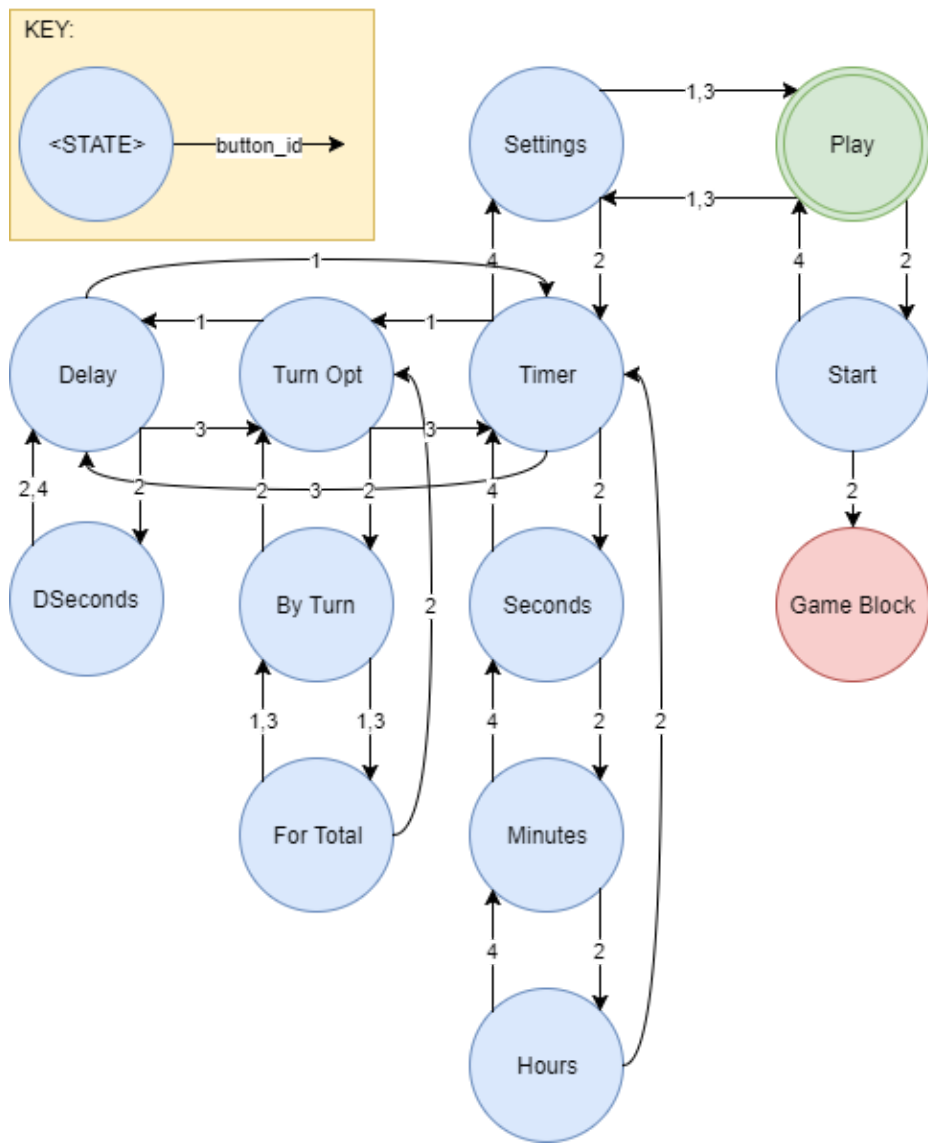 KEY:
<STATE>
button_id
Settings
1,3
Play
1,3
4
2
4
2
1
Delay
1
Turn Opt
1
Timer
Start
3
3
2,4
2
2
2
3
4
2
2
DSeconds
By Turn
Seconds
Game Block
2
1,3
1,3
4
2
2
For Total
Minutes
4
2
Hours